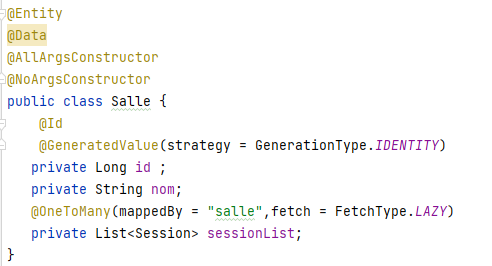 @Entity
@Data
@AllArgsConstructor
@NoArgsConstructor
public class Salle {
@Id
@GeneratedValue(strategy = GenerationType.IDENTITY)
private Long id ;
private String nom;
@OneToMany(mappedBy = "salle",fetch = FetchType.LAZY)
private List<Session> sessionList;
}